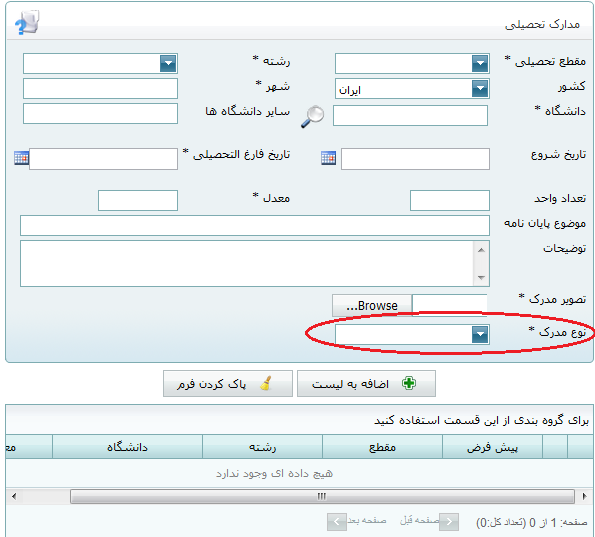 مدارک تحصیلی
مقطع تحصیلی * رشته *
کشور ایران شهر *
دانشگاه * سایر دانشگاه ها
تاریخ شروع تاریخ فارغ التحصیلی *
تعداد واحد معدل *
موضوع پایان نامه
توضیحات
تصویر مدرک * Browse...
نوع مدرک *
اضافه به لیست پاک کردن فرم
برای گروه بندی از این قسمت استفاده کنید
پیش فرض مقطع رشته دانشگاه مع
هیچ داده ای وجود ندارد
صفحه: 1 از 0 (تعداد کل:0) صفحه قبل صفحه بعد